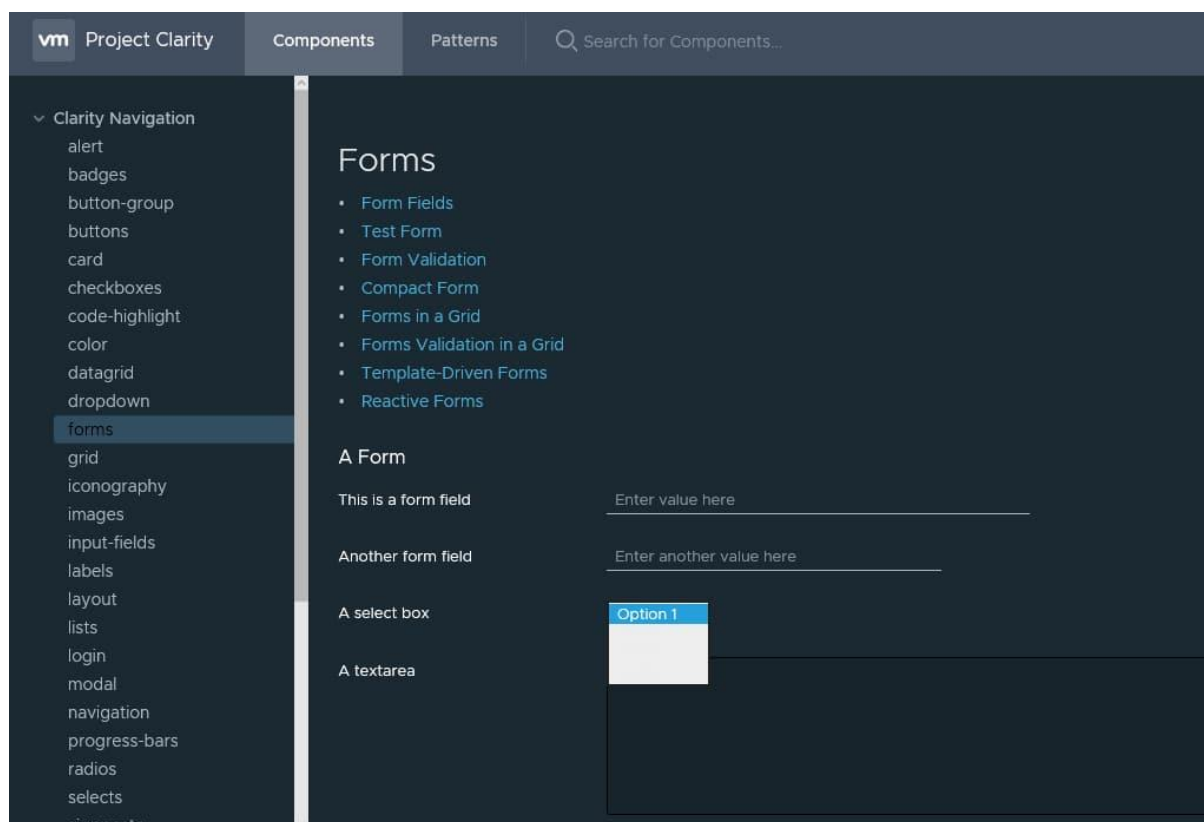 vm Project Clarity Components Patterns Search for Components...
Clarity Navigation
alert
badges
button-group
buttons
card
checkboxes
code-highlight
color
datagrid
dropdown
forms
grid
iconography
images
input-fields
labels
layout
lists
login
modal
navigation
progress-bars
radios
selects
Forms
• Form Fields
• Test Form
• Form Validation
• Compact Form
• Forms in a Grid
• Forms Validation in a Grid
• Template-Driven Forms
• Reactive Forms
A Form
This is a form field Enter value here
Another form field Enter another value here
A select box Option 1
A textarea